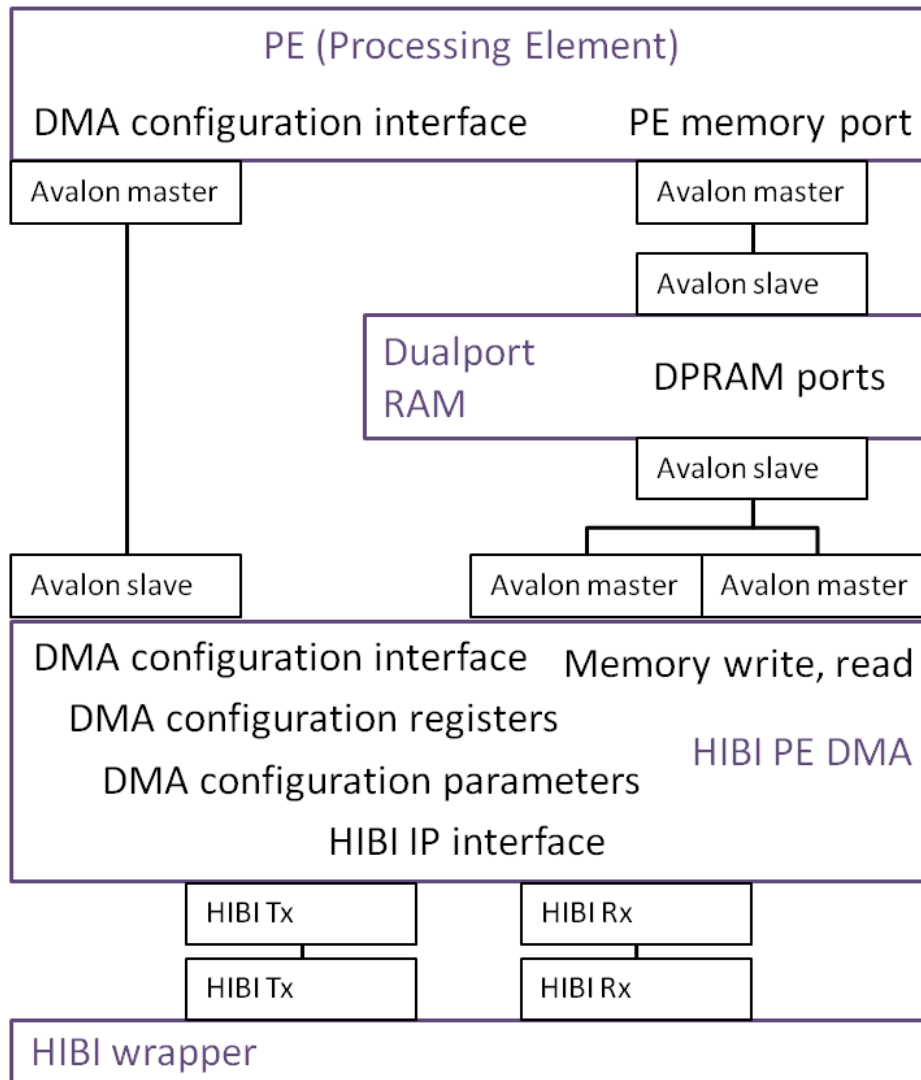 PE (Processing Element)
DMA configuration interface PE memory port
Avalon master Avalon master
Avalon slave
Dualport
RAM
DPRAM ports
Avalon slave
Avalon slave Avalon master Avalon master
DMA configuration interface Memory write, read
DMA configuration registers
HIBI PE DMA
DMA configuration parameters
HIBI IP interface
HIBI Tx HIBI Rx
HIBI Tx HIBI Rx
HIBI wrapper